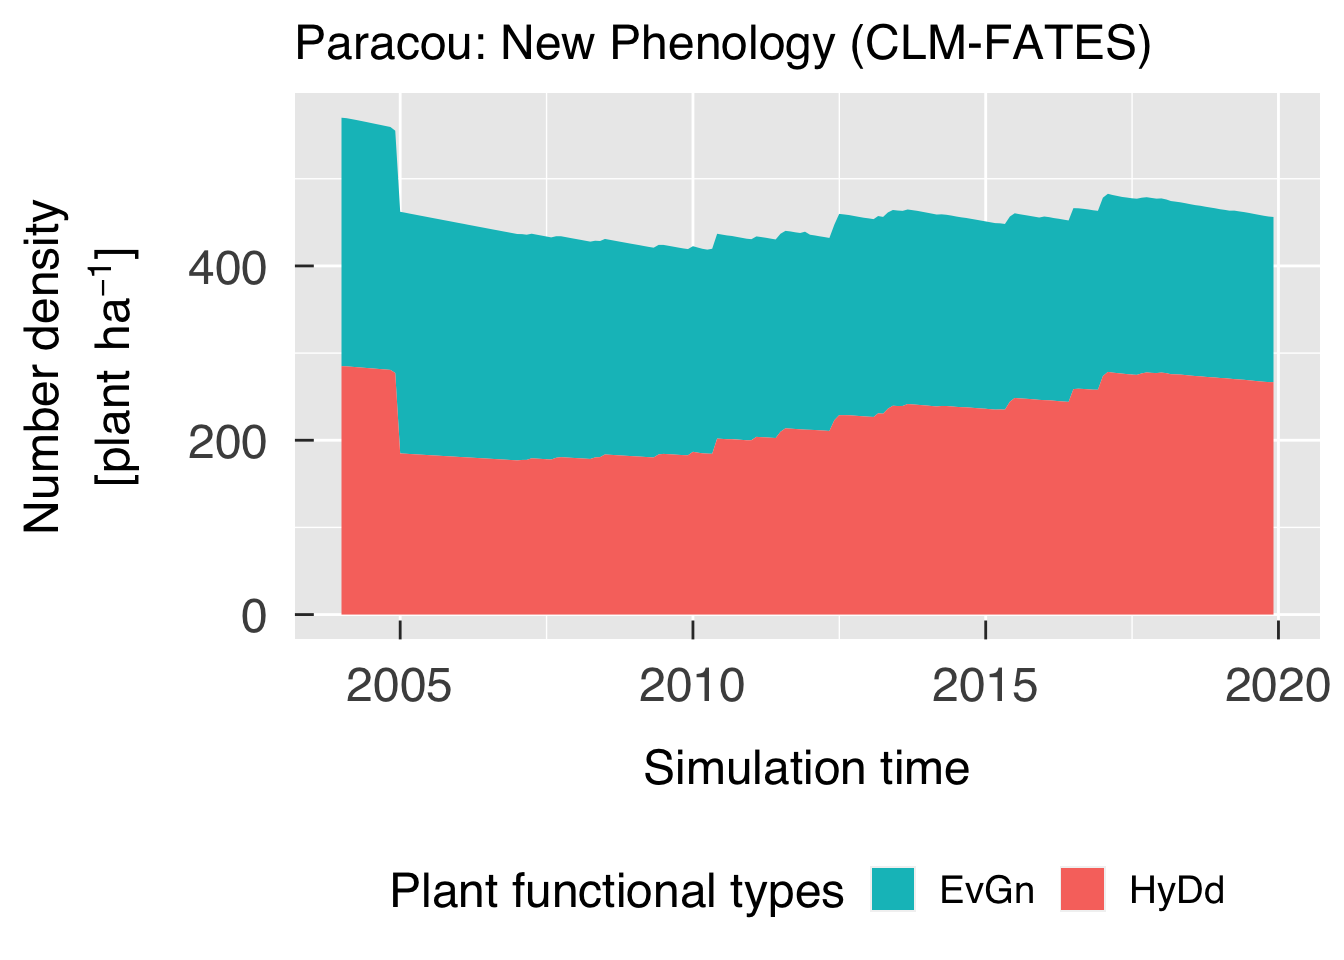 Paracou: New Phenology (CLM-FATES)
Number density
[plant ha⁻¹]
400
200
0
2005 2010 2015 2020
Simulation time
Plant functional types EvGn HyDd